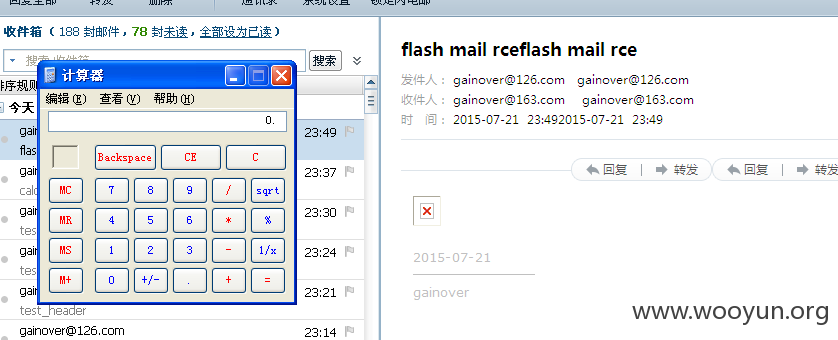 回复全部 转发 删除 通讯录 系统设置 锁定闪电邮
收件箱 ( 188 封邮件，78 封未读，全部设为已读 )
搜索 收件箱 搜索
排序规则
今天
计算器
编辑(E) 查看(V) 帮助(H)
0.
Backspace CE C
MC 7 8 9 / sqrt
MR 4 5 6 * %
MS 1 2 3 - 1/x
M+ 0 +/- . + =
23:49
flas
23:37
calc
23:30
tes
23:24
tes
23:21
test_header
gainover@126.com 23:14
flash mail rceflash mail rce
发件人： gainover@126.com gainover@126.com
收件人： gainover@163.com gainover@163.com
时 间： 2015-07-21 23:492015-07-21 23:49
回复 转发 回复 转发
2015-07-21
gainover
www.wooyun.org